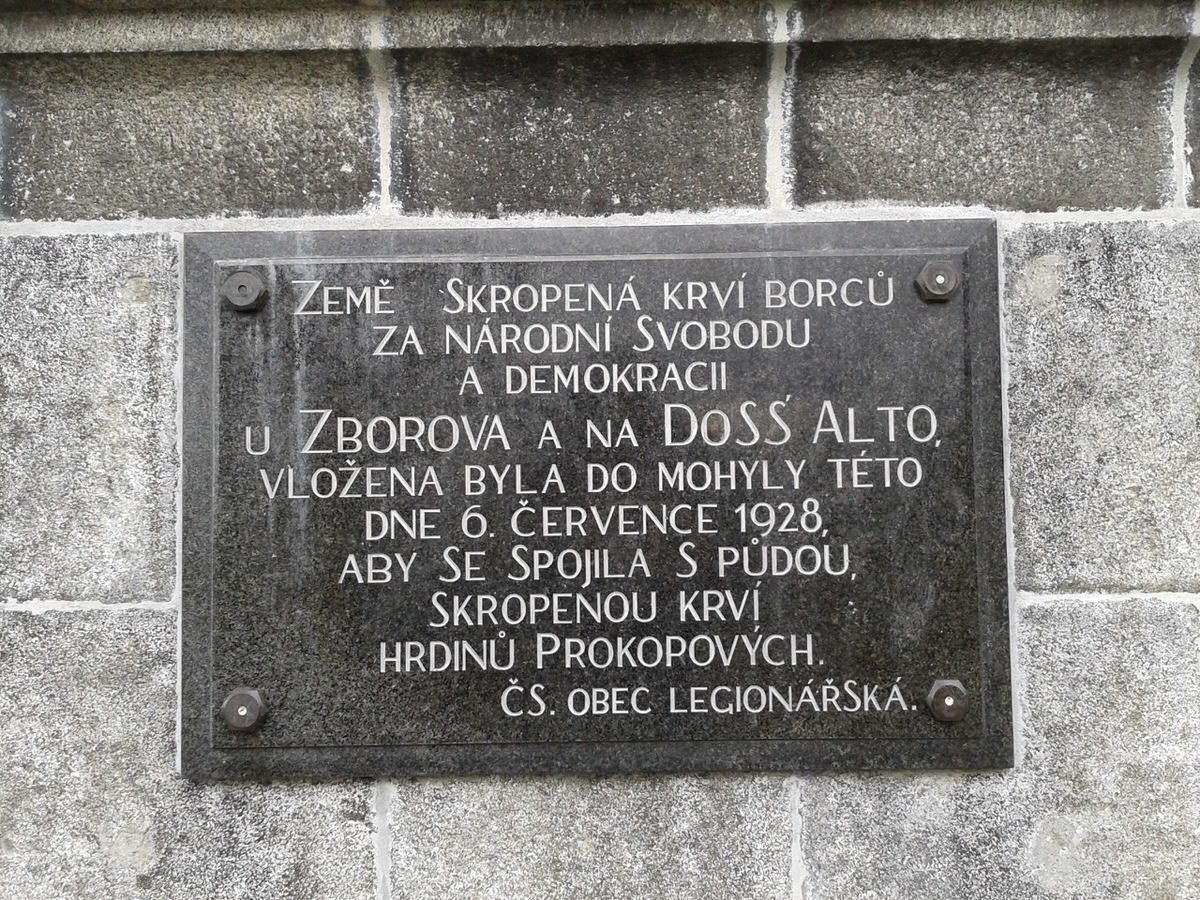 Země Skropená krví borců
za národní Svobodu
a demokracii
u Zborova a na DoSS´ Alto,
vložena byla do mohyly této
dne 6. července 1928,
aby Se Spojila S půdou,
skropenou krví
hrdinů Prokopových.
ČS. obec legionářSká.